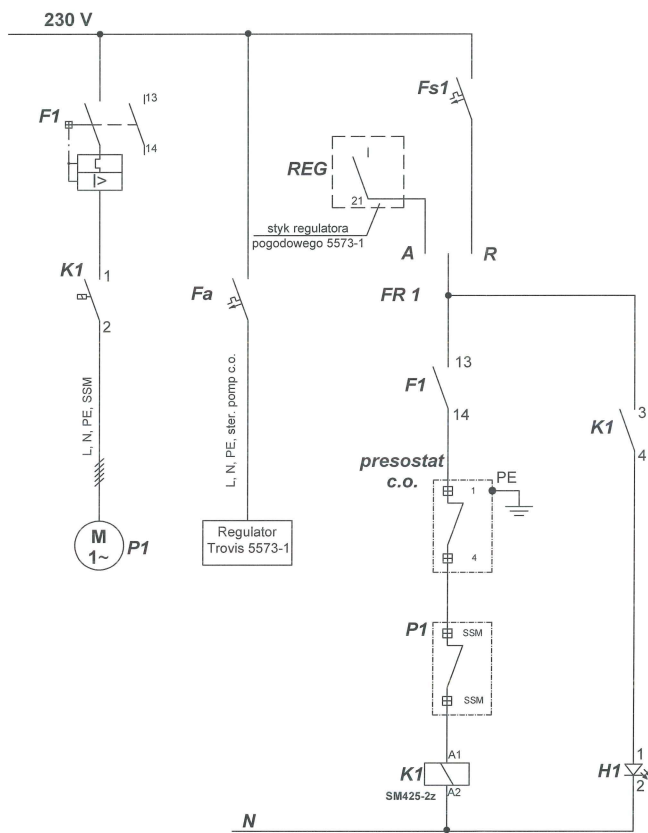 230 V
F1
13
14
I>
K1
1
2
L, N, PE, SSM
M
1~
P1
Fa
L, N, PE, ster. pomp c.o.
Regulator
Trovis 5573-1
Fs1
REG
21
styk regulatora
pogodowego 5573-1
A
R
FR 1
13
F1
14
K1
3
4
presostat
c.o.
1
PE
4
P1
SSM
SSM
A1
K1
A2
SM425-2z
H1
1
2
N